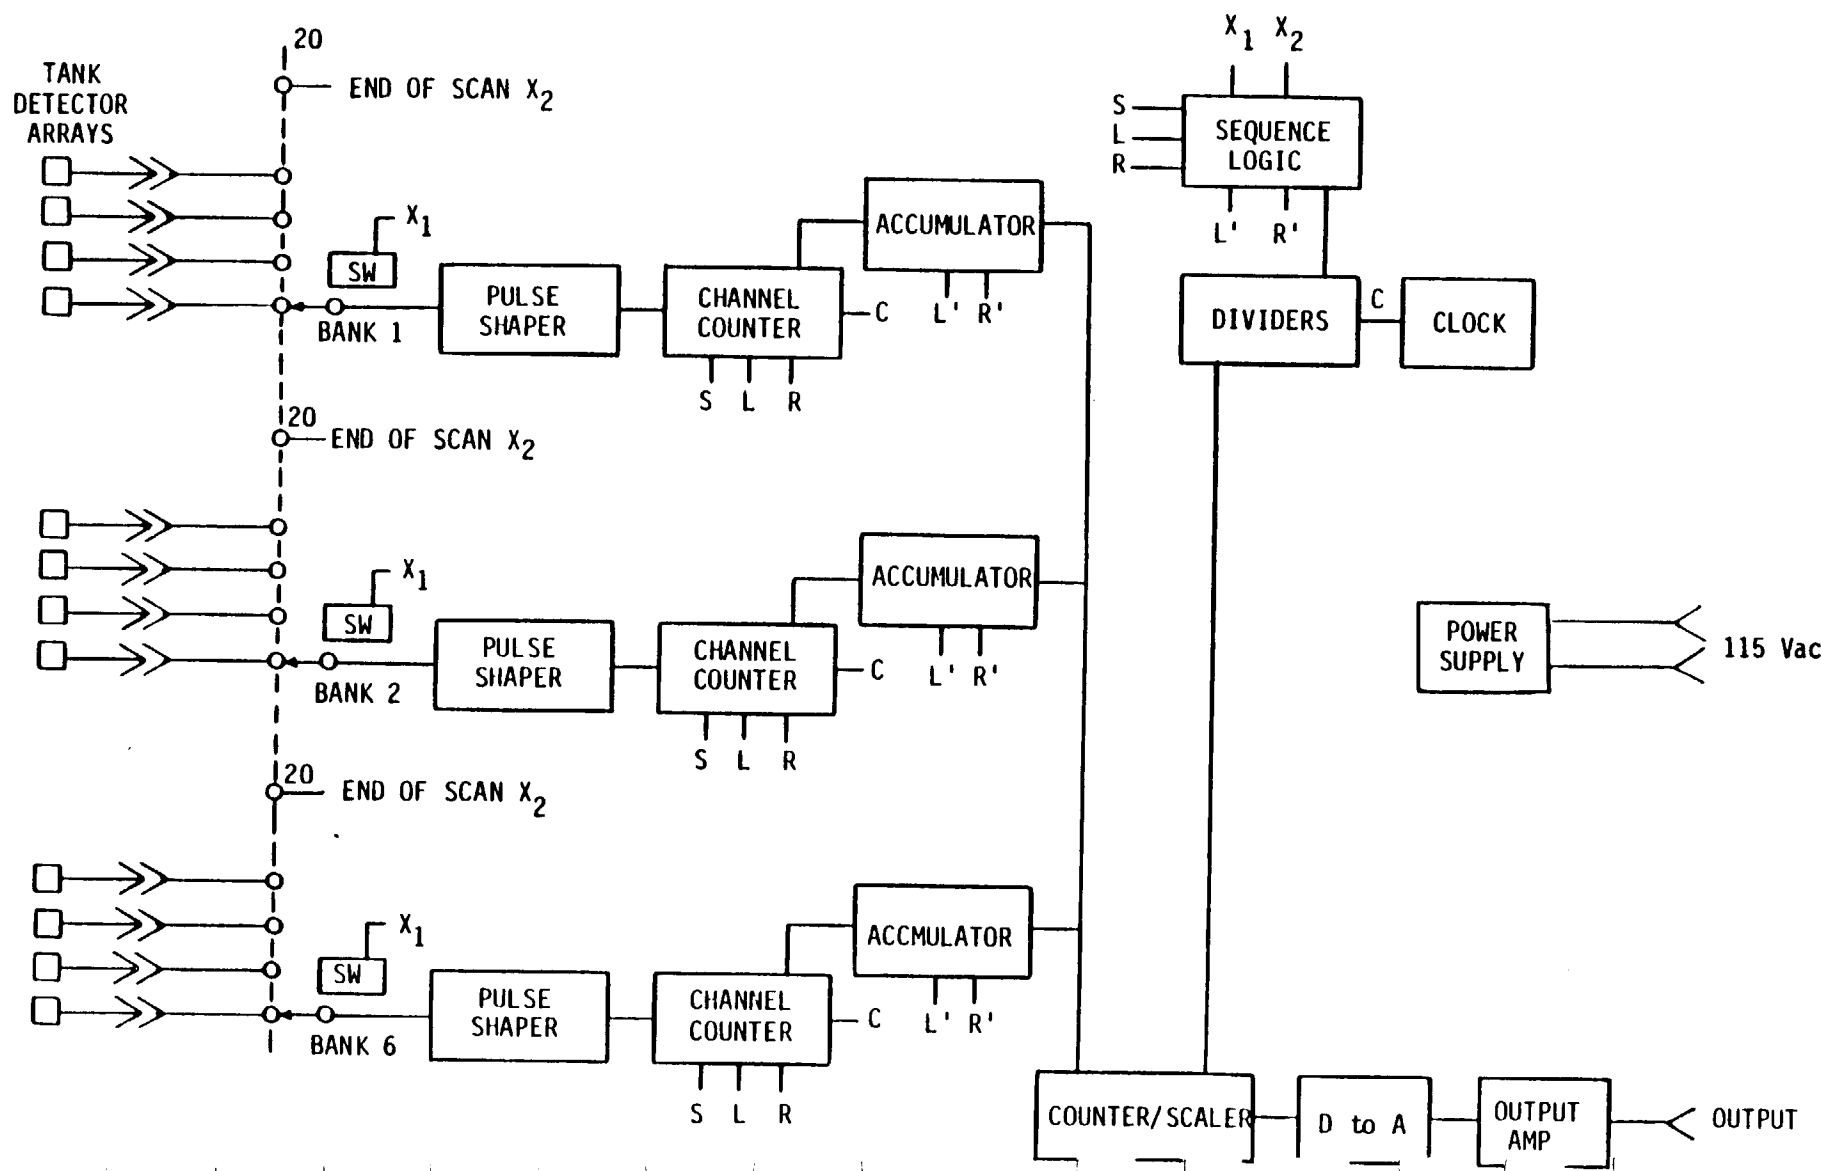 20
END OF SCAN X2
TANK
DETECTOR
ARRAYS
X1
SW
BANK 1
PULSE
SHAPER
CHANNEL
COUNTER
C
S L R
ACCUMULATOR
L' R'
20
END OF SCAN X2
X1
SW
BANK 2
PULSE
SHAPER
CHANNEL
COUNTER
C
S L R
ACCUMULATOR
L' R'
20
END OF SCAN X2
X1
SW
BANK 6
PULSE
SHAPER
CHANNEL
COUNTER
C
S L R
ACCMULATOR
L' R'
X1 X2
S
L
R
SEQUENCE
LOGIC
L' R'
DIVIDERS
C
CLOCK
POWER
SUPPLY
115 Vac
COUNTER/SCALER
D to A
OUTPUT
AMP
OUTPUT